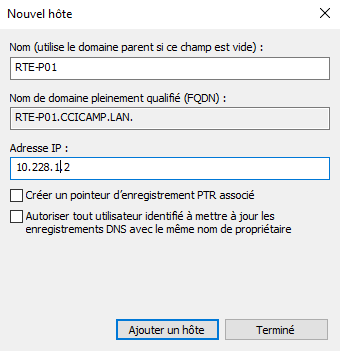 Nouvel hôte
Nom (utilise le domaine parent si ce champ est vide) :
RTE-P01
Nom de domaine pleinement qualifié (FQDN) :
RTE-P01.CCICAMP.LAN.
Adresse IP :
10.228.1.2
Créer un pointeur d'enregistrement PTR associé
Autoriser tout utilisateur identifié à mettre à jour les
enregistrements DNS avec le même nom de propriétaire
Ajouter un hôte
Terminé